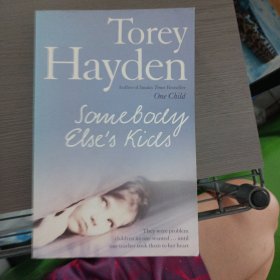 Torey
Hayden
Author of Sunday Times Bestseller
One Child
Somebody
Else's Kids
They were problem
children no one wanted . . . until
one teacher took them to her heart